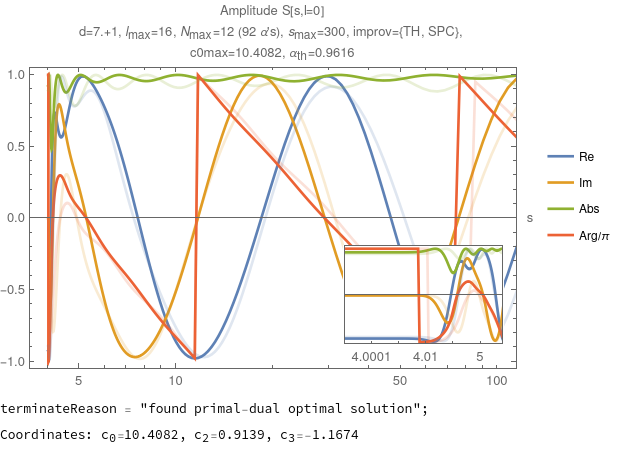 Amplitude S[s,l=0]
d=7.+1, lmax=16, Nmax=12 (92 α's), smax=300, improv={TH, SPC},
c0max=10.4082, αth=0.9616
1.0
0.5
0.0
-0.5
-1.0
5
10
50
100
s
4.0001
4.01
5
Re
Im
Abs
Arg/π
terminateReason = "found primal-dual optimal solution";
Coordinates: c0=10.4082, c2=0.9139, c3=-1.1674